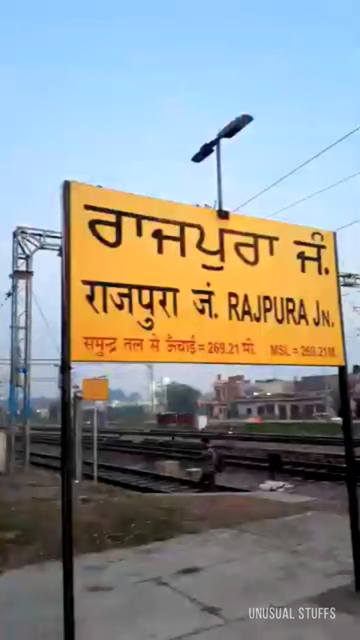 ਰਾਜਪੁਰਾ ਜੰ.
राजपुरा जं. RAJPURA JN.
समुन्द्र तल से ऊँचाई = 269.21 मी. MSL = 269.21M.
UNUSUAL STUFFS